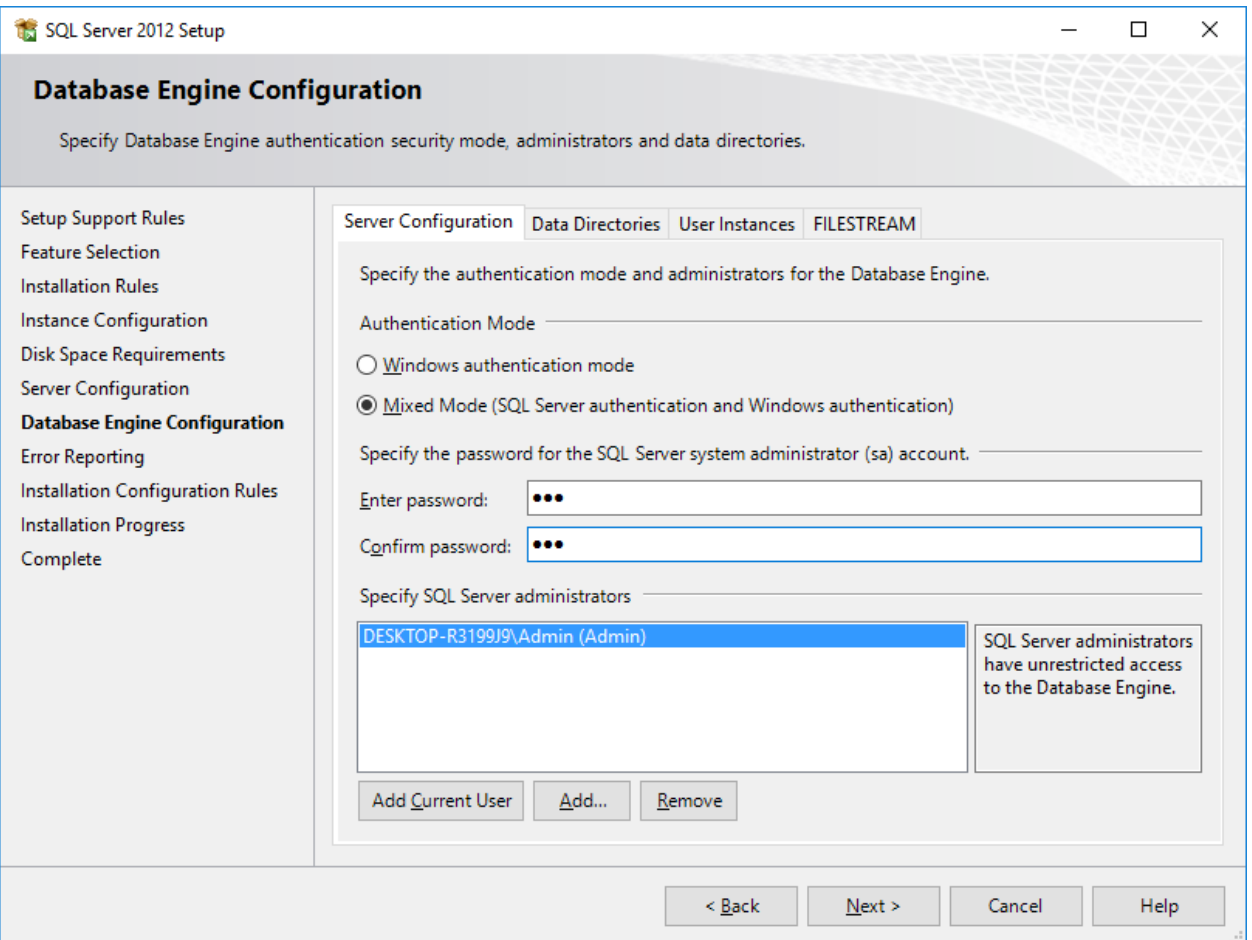 SQL Server 2012 Setup
Database Engine Configuration
Specify Database Engine authentication security mode, administrators and data directories.
Setup Support Rules
Feature Selection
Installation Rules
Instance Configuration
Disk Space Requirements
Server Configuration
Database Engine Configuration
Error Reporting
Installation Configuration Rules
Installation Progress
Complete
Server Configuration Data Directories User Instances FILESTREAM
Specify the authentication mode and administrators for the Database Engine.
Authentication Mode
Windows authentication mode
Mixed Mode (SQL Server authentication and Windows authentication)
Specify the password for the SQL Server system administrator (sa) account.
Enter password: ●●●
Confirm password: ●●●
Specify SQL Server administrators
DESKTOP-R3199J9\Admin (Admin)
SQL Server administrators
have unrestricted access
to the Database Engine.
Add Current User Add... Remove
< Back Next > Cancel Help